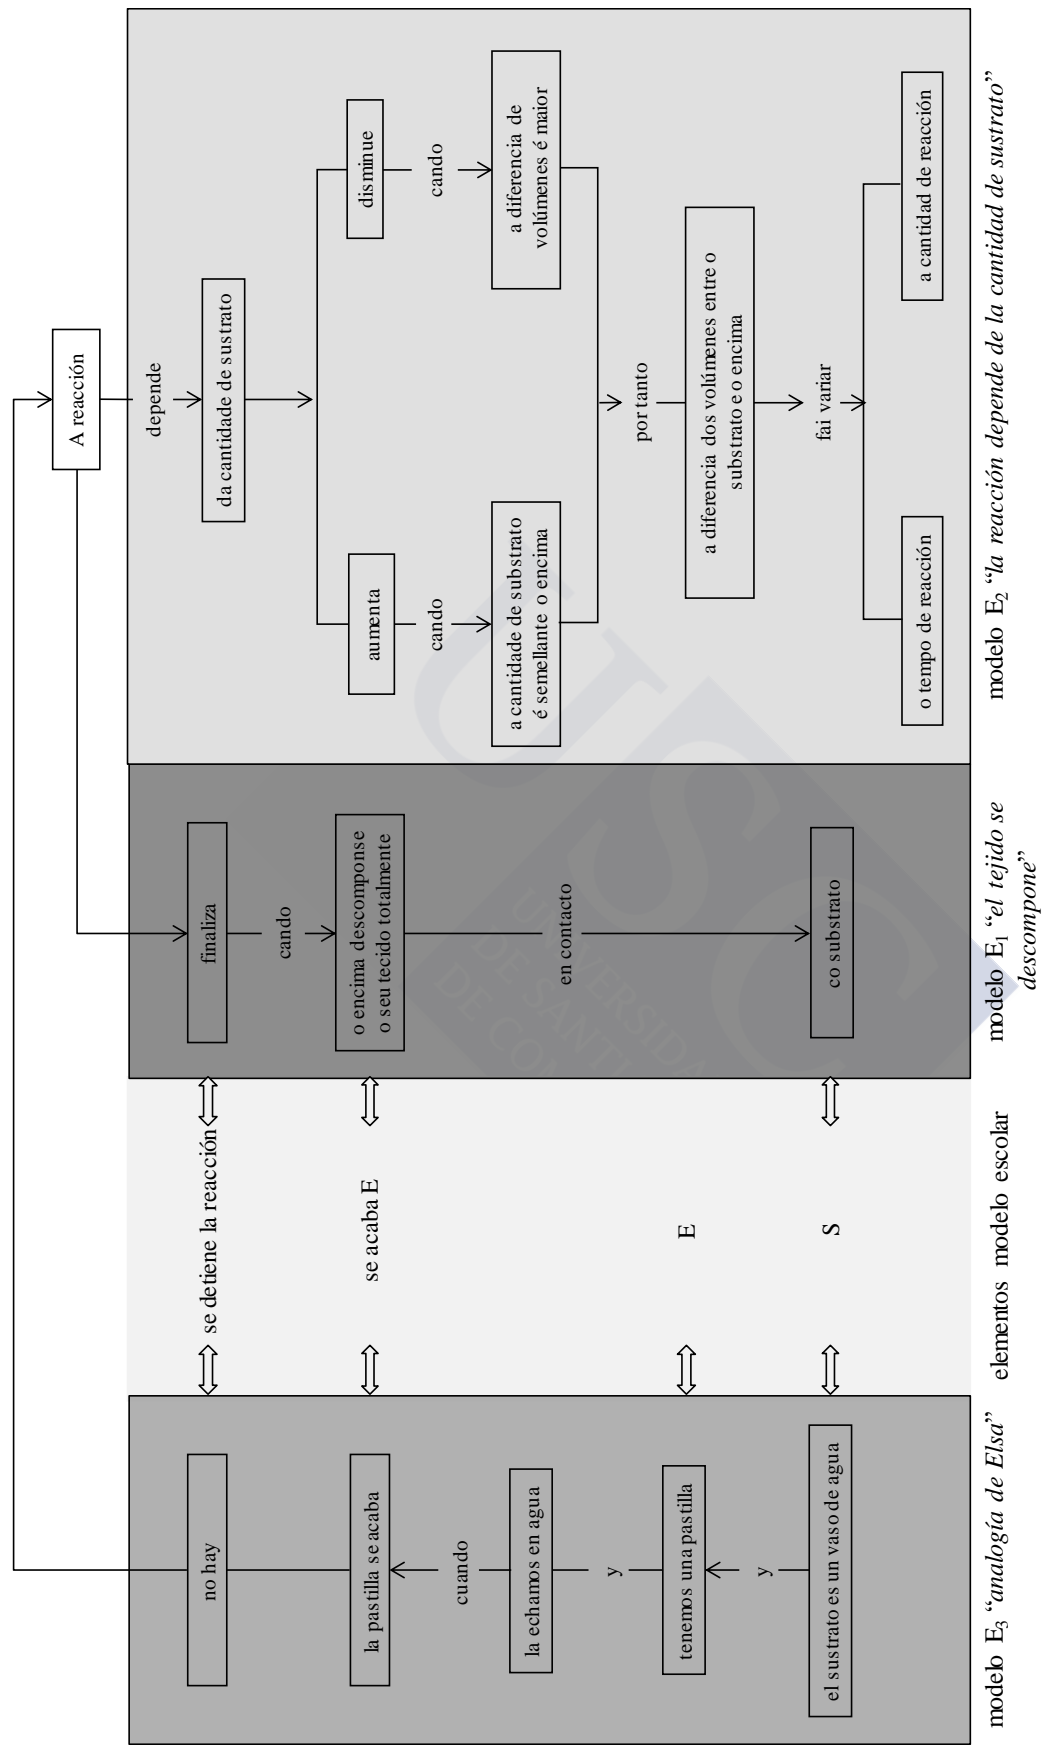 A reacción
no hay
la pastilla se acaba
cuando
la echamos en agua
y
tenemos una pastilla
y
el sustrato es un vaso de agua
modelo E₃ “analogía de Elsa”
se detiene la reacción
se acaba E
E
S
elementos modelo escolar
finaliza
cando
o encima descomponse
o seu tecido totalmente
en contacto
co substrato
modelo E₁ “el tejido se
descompone”
depende
da cantidade de sustrato
aumenta
cando
a cantidade de substrato
é semellante o encima
disminue
cando
a diferencia de
volúmenes é maior
por tanto
a diferencia dos volúmenes entre o
substrato e o encima
fai variar
o tempo de reacción
a cantidad de reacción
modelo E₂ “la reacción depende de la cantidad de sustrato”
USC